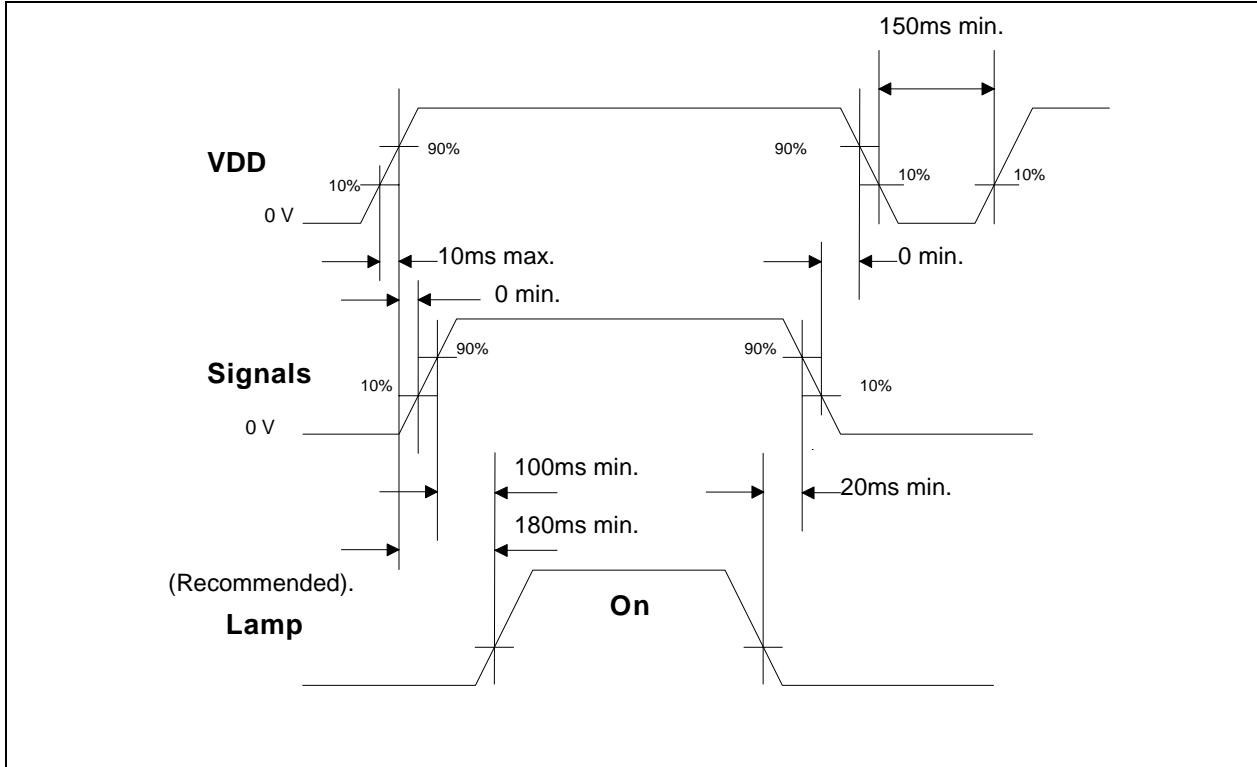 150ms min.
VDD
90%
90%
10%
10%
10%
0 V
10ms max.
0 min.
0 min.
90%
90%
Signals
10%
10%
0 V
100ms min.
20ms min.
180ms min.
(Recommended).
On
Lamp